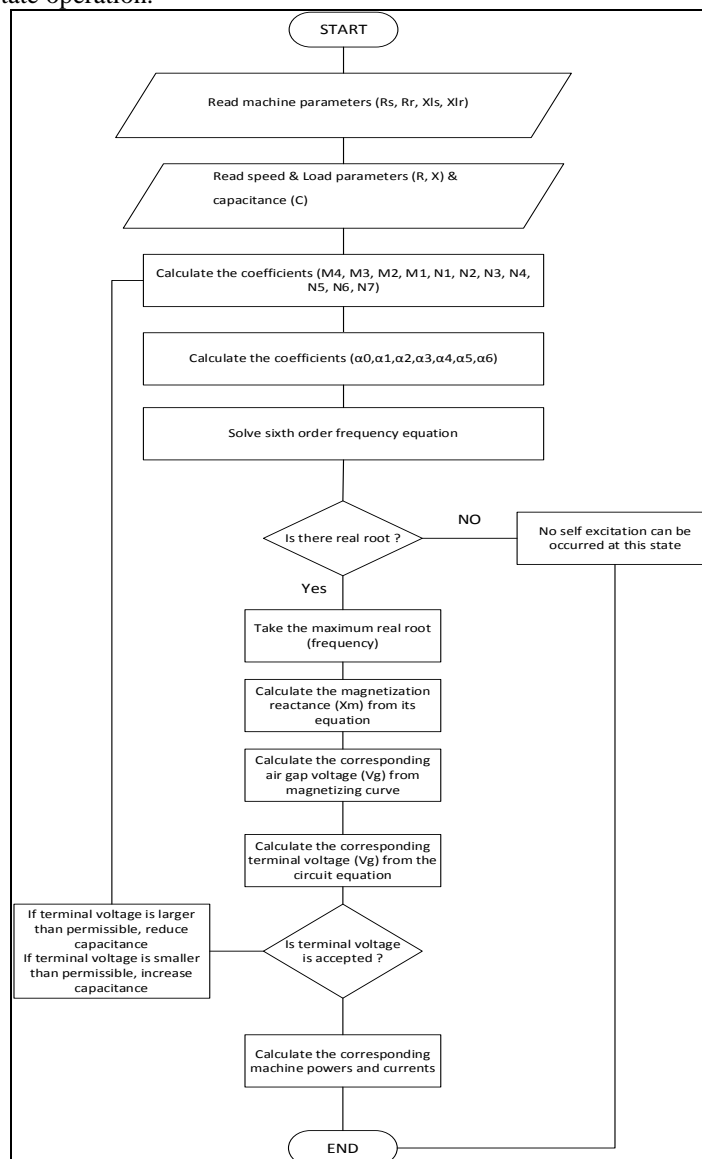 state operation.
START
Read machine parameters (Rs, Rr, Xls, Xlr)
Read speed & Load parameters (R, X) &
capacitance (C)
Calculate the coefficients (M4, M3, M2, M1, N1, N2, N3, N4,
N5, N6, N7)
Calculate the coefficients (α0,α1,α2,α3,α4,α5,α6)
Solve sixth order frequency equation
Is there real root ?
NO
No self excitation can be
occurred at this state
Yes
Take the maximum real root
(frequency)
Calculate the magnetization
reactance (Xm) from its
equation
Calculate the corresponding
air gap voltage (Vg) from
magnetizing curve
Calculate the corresponding
terminal voltage (Vg) from the
circuit equation
If terminal voltage is larger
than permissible, reduce
capacitance
If terminal voltage is smaller
than permissible, increase
capacitance
Is terminal voltage
is accepted ?
Calculate the corresponding
machine powers and currents
END